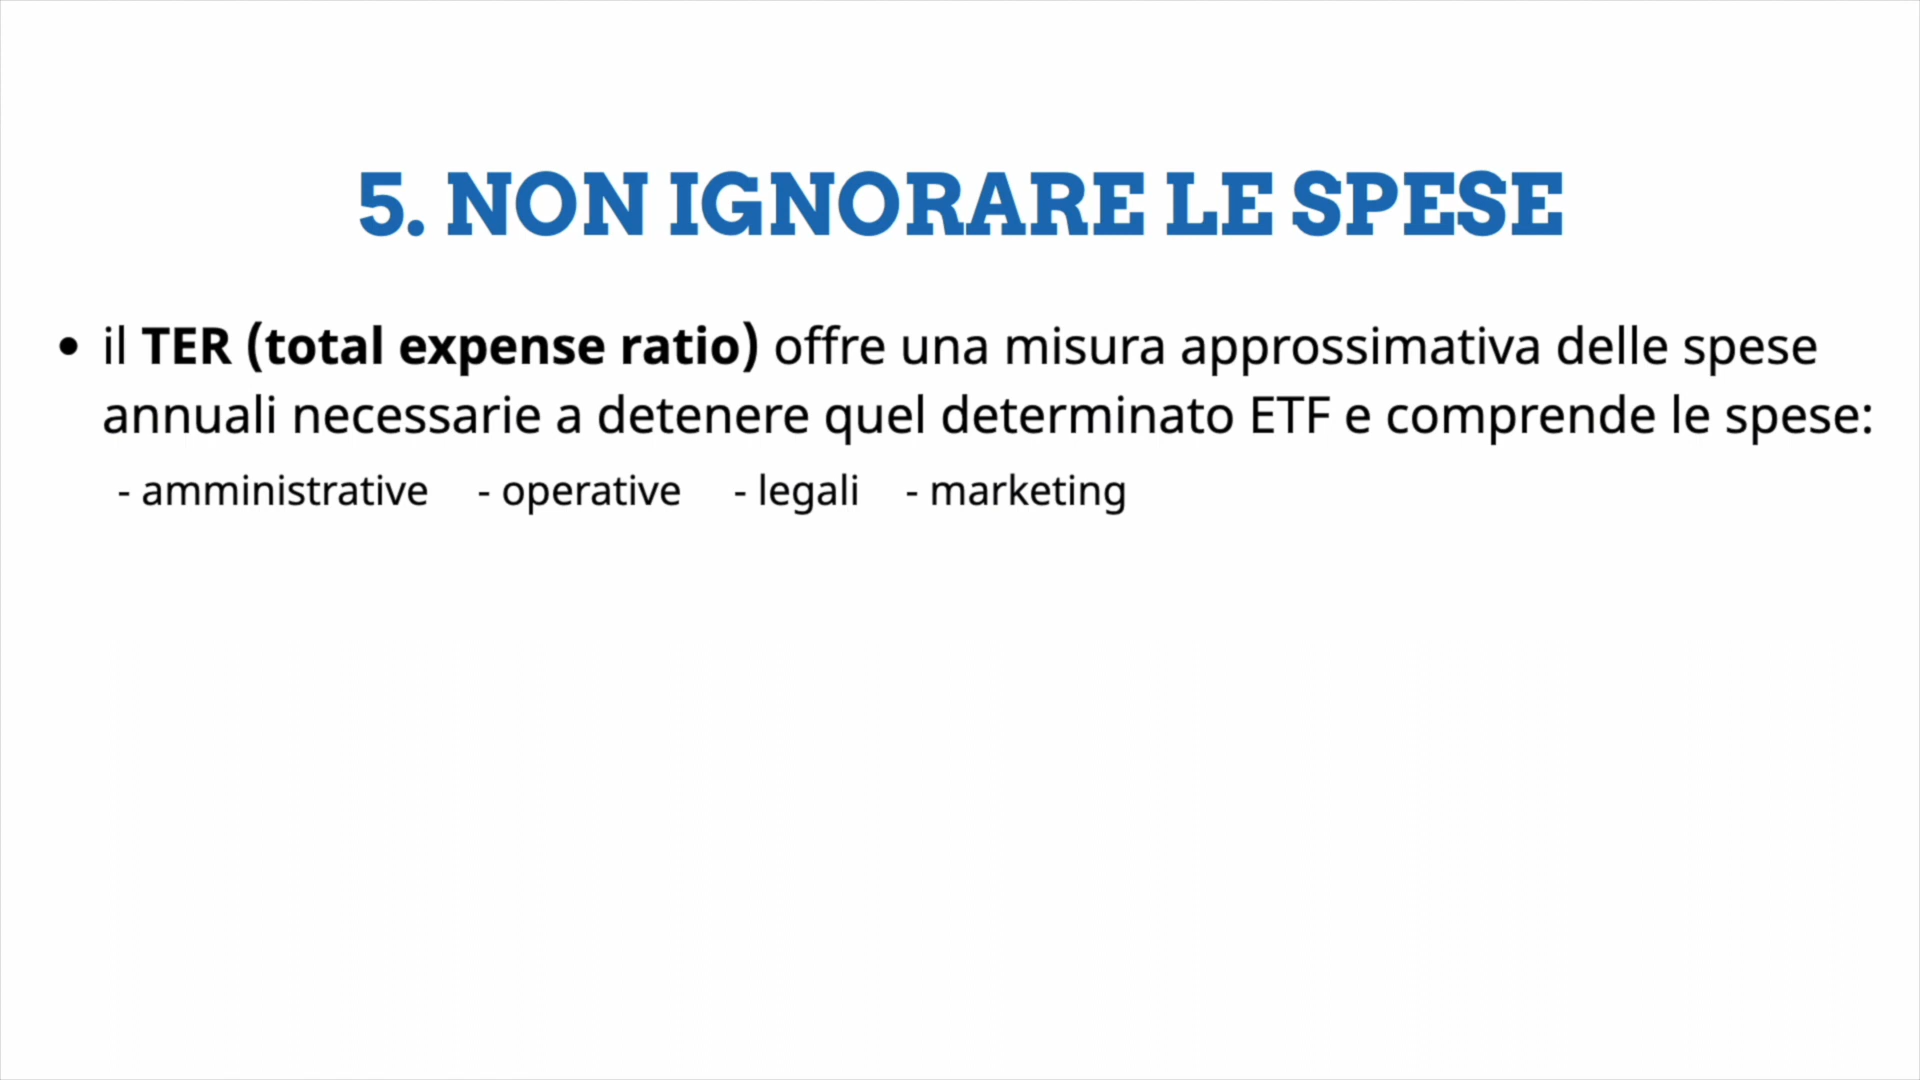 5. NON IGNORARE LE SPESE
• il TER (total expense ratio) offre una misura approssimativa delle spese
annuali necessarie a detenere quel determinato ETF e comprende le spese:
- amministrative - operative - legali - marketing